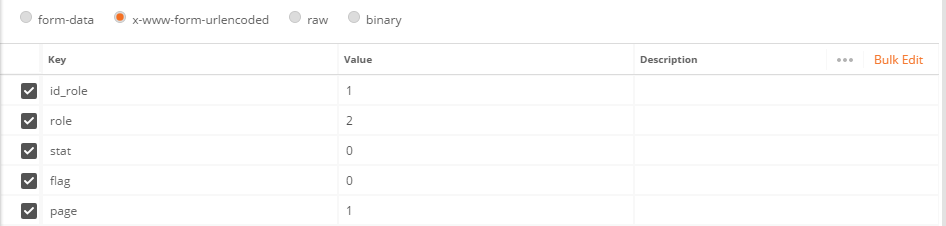 form-data x-www-form-urlencoded raw binary
Key Value Description ••• Bulk Edit
id_role 1
role 2
stat 0
flag 0
page 1